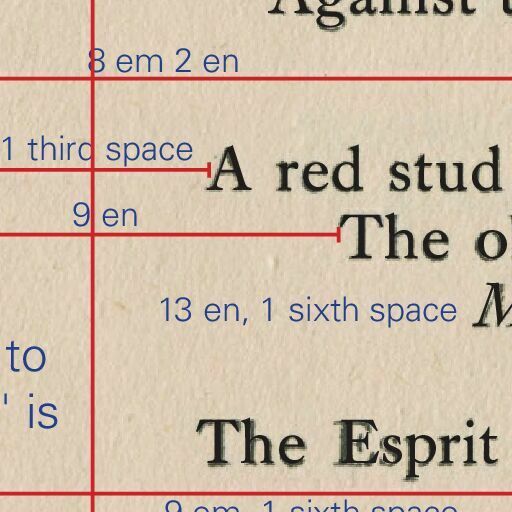 Against
8 em 2 en
1 third space
A red stud
9 en
The
13 en, 1 sixth space
to
' is
The Esprit
9 em, 1 sixth space